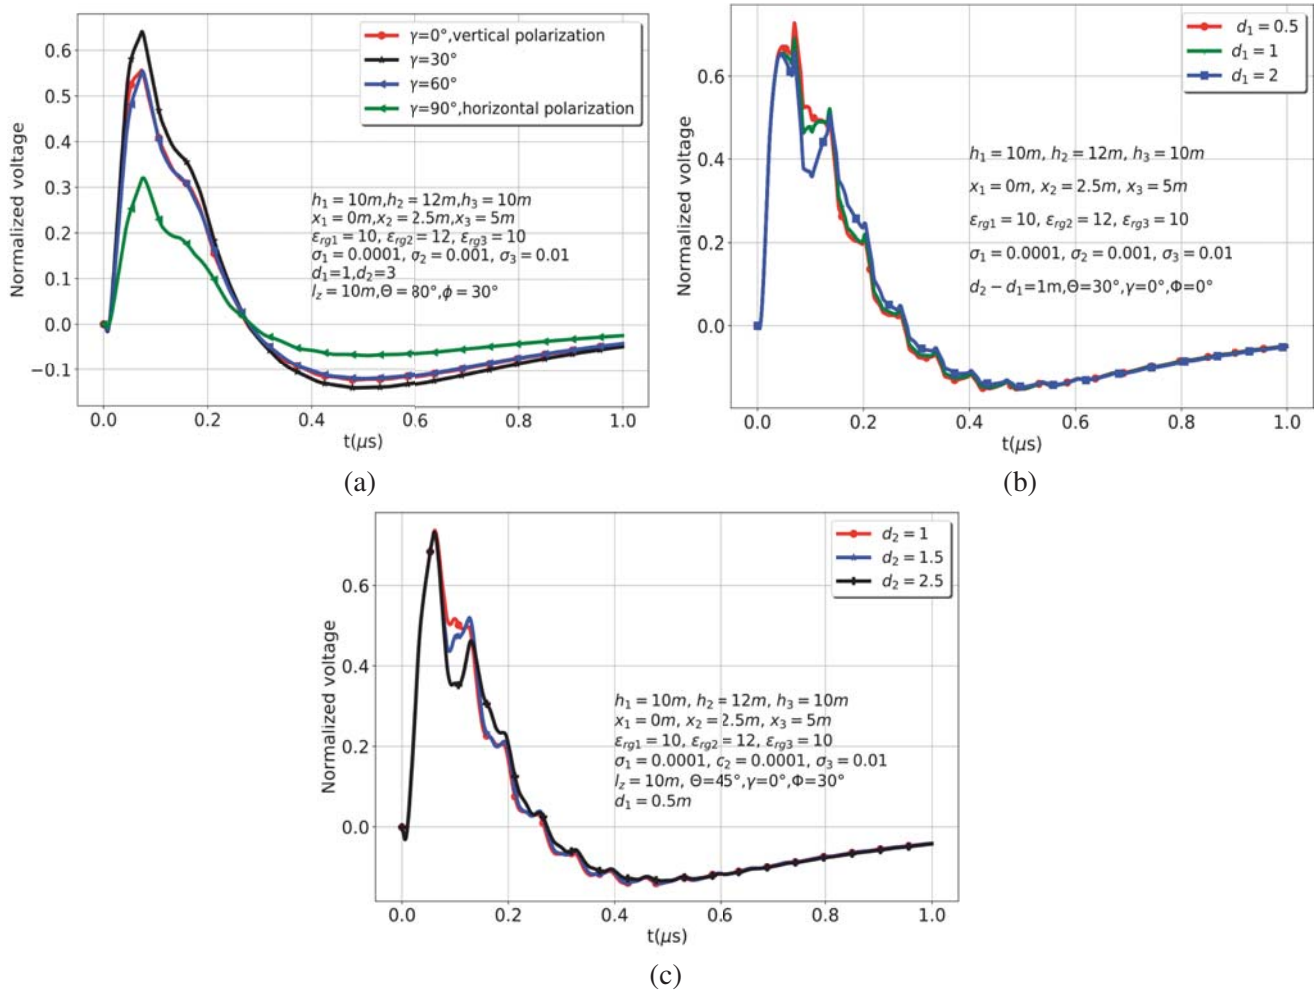 γ=0°,vertical polarization
γ=30°
γ=60°
γ=90°,horizontal polarization
0.6
0.5
0.4
0.3
0.2
0.1
0.0
−0.1
Normalized voltage
h₁ = 10m,h₂ = 12m,h₃ = 10m
x₁ = 0m,x₂ = 2.5m,x₃ = 5m
εrg1 = 10, εrg2 = 12, εrg3 = 10
σ₁ = 0.0001, σ₂ = 0.001, σ₃ = 0.01
d₁=1,d₂=3
lz = 10m,Θ = 80°,ϕ = 30°
0.0 0.2 0.4 0.6 0.8 1.0
t(μs)
(a)
d₁ = 0.5
d₁ = 1
d₁ = 2
0.6
0.4
0.2
0.0
Normalized voltage
h₁ = 10m, h₂ = 12m, h₃ = 10m
x₁ = 0m, x₂ = 2.5m, x₃ = 5m
εrg1 = 10, εrg2 = 12, εrg3 = 10
σ₁ = 0.0001, σ₂ = 0.001, σ₃ = 0.01
d₂ − d₁=1m,Θ=30°,γ=0°,Φ=0°
0.0 0.2 0.4 0.6 0.8 1.0
t(μs)
(b)
d₂ = 1
d₂ = 1.5
d₂ = 2.5
0.6
0.4
0.2
0.0
Normalized voltage
h₁ = 10m, h₂ = 12m, h₃ = 10m
x₁ = 0m, x₂ = 2.5m, x₃ = 5m
εrg1 = 10, εrg2 = 12, εrg3 = 10
σ₁ = 0.0001, c₂ = 0.0001, σ₃ = 0.01
lz = 10m, Θ=45°,γ=0°,Φ=30°
d₁ = 0.5m
0.0 0.2 0.4 0.6 0.8 1.0
t(μs)
(c)